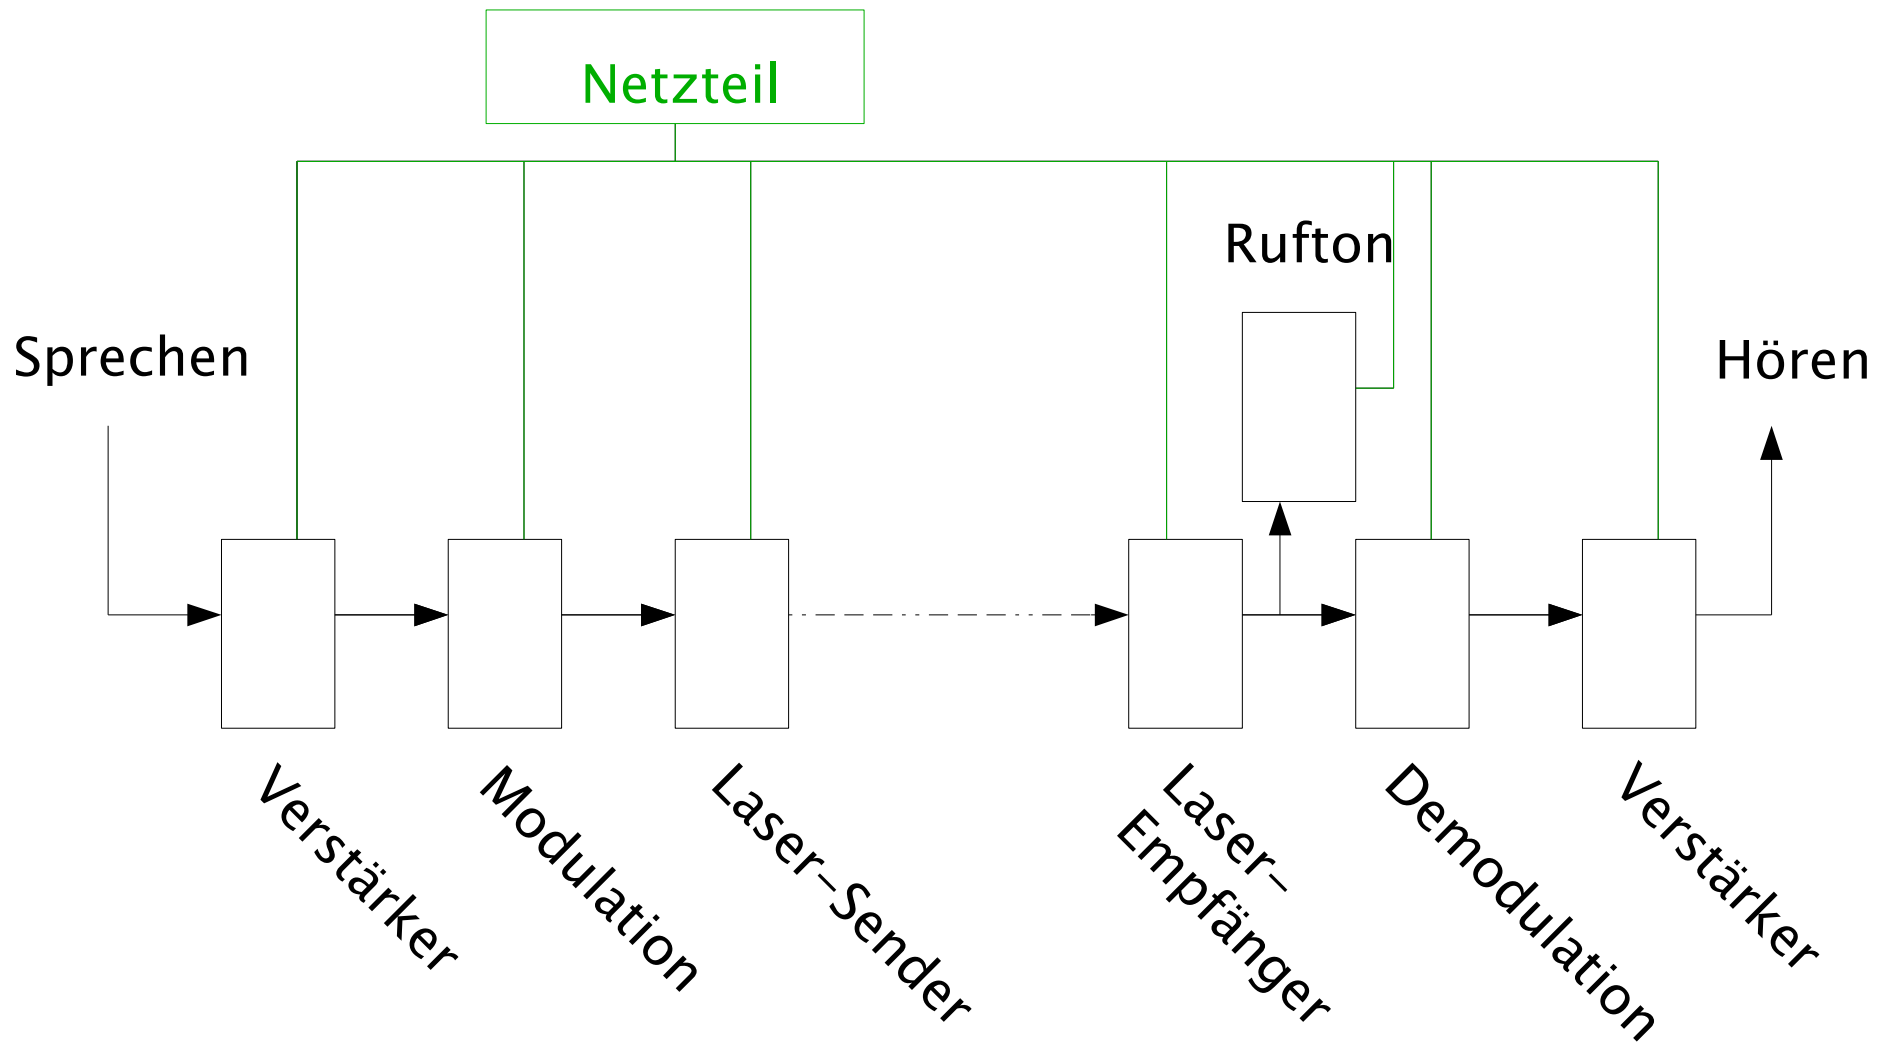 Netzteil
Rufton
Sprechen
Hören
Verstärker
Modulation
Laser-Sender
Laser-
Empfänger
Demodulation
Verstärker